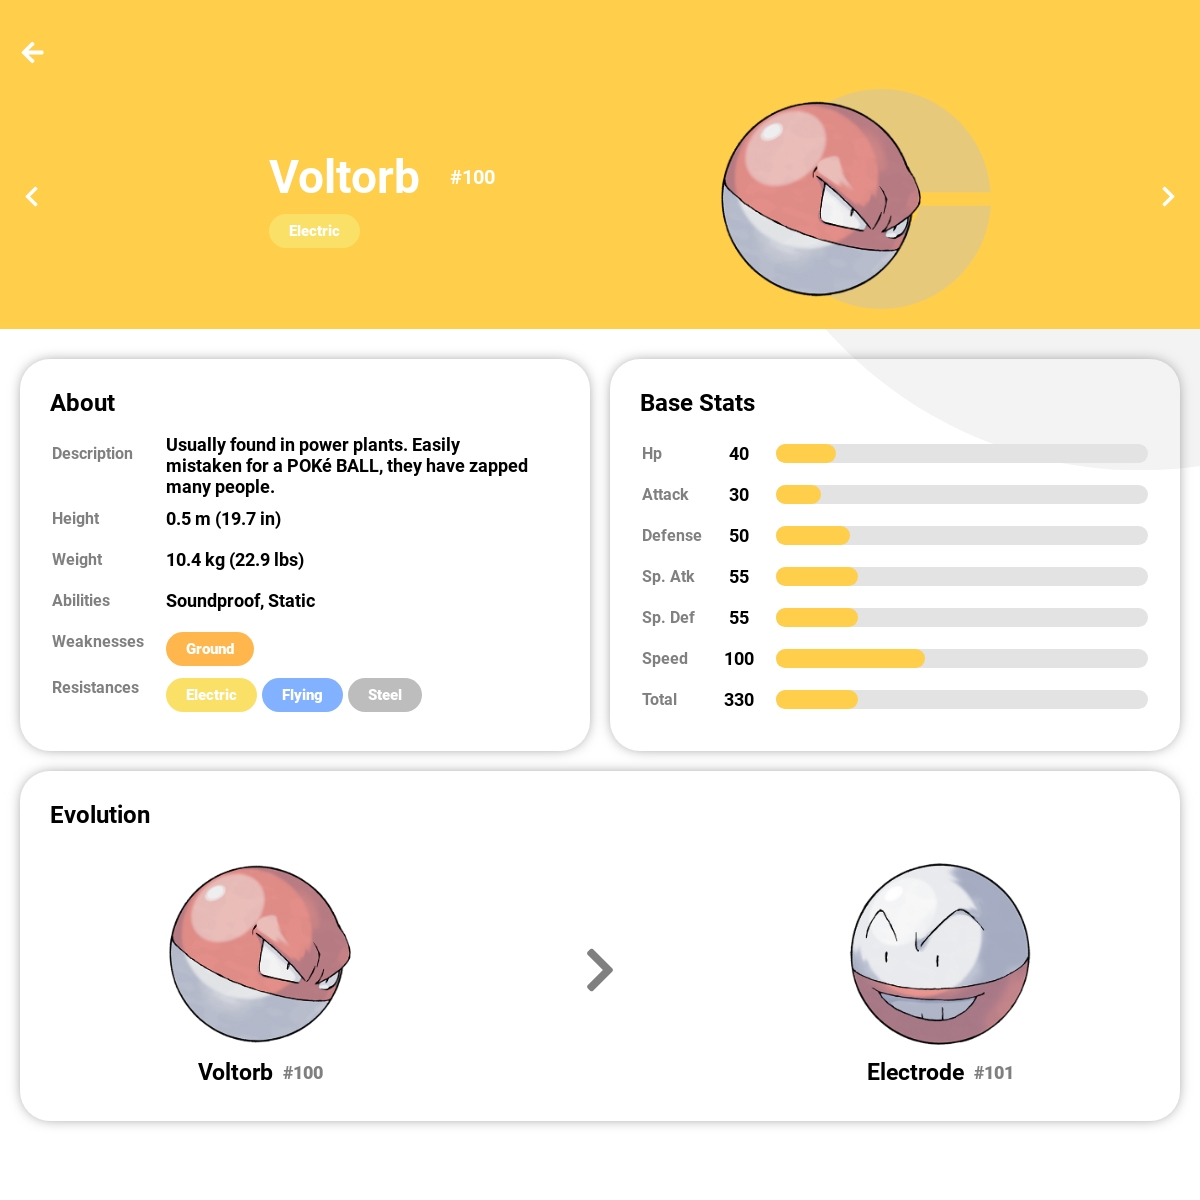 Voltorb #100
Electric
About
Description Usually found in power plants. Easily
mistaken for a POKé BALL, they have zapped
many people.
Height 0.5 m (19.7 in)
Weight 10.4 kg (22.9 lbs)
Abilities Soundproof, Static
Weaknesses Ground
Resistances Electric Flying Steel
Base Stats
Hp 40
Attack 30
Defense 50
Sp. Atk 55
Sp. Def 55
Speed 100
Total 330
Evolution
Voltorb #100
Electrode #101